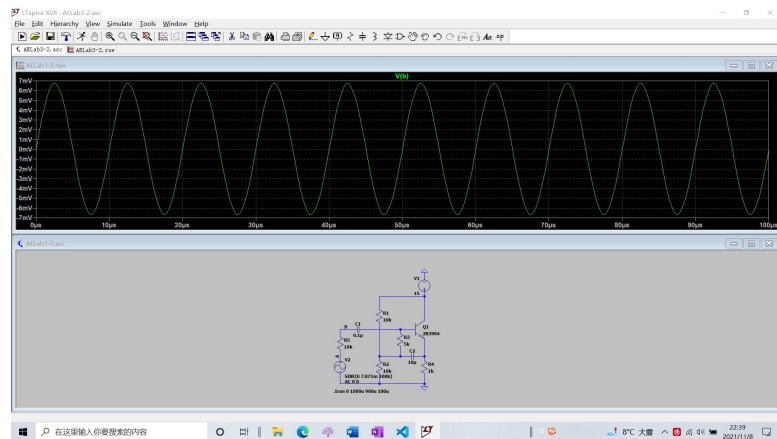 LTspice XVII - AELab3-2.asc
File Edit Hierarchy View Simulate Tools Window Help
AELab3-2.asc AELab3-2.raw
AELab3-2.raw
V(b)
7mV
6mV
5mV
4mV
3mV
2mV
1mV
0mV
-1mV
-2mV
-3mV
-4mV
-5mV
-6mV
-7mV
0µs 10µs 20µs 30µs 40µs 50µs 60µs 70µs 80µs 90µs 100µs
AELab3-2.asc
V1
15
R1
10k
B
C1
0.1µ
Q1
2N3904
R3
5k
R5
10k
C2
10µ
A
V2
R2
10k
R4
1k
SINE(0 7.071m 100k)
AC 0 0
.tran 0 1000u 900u 100u
在这里输入你要搜索的内容
8°C 大雾
22:39
2021/11/8